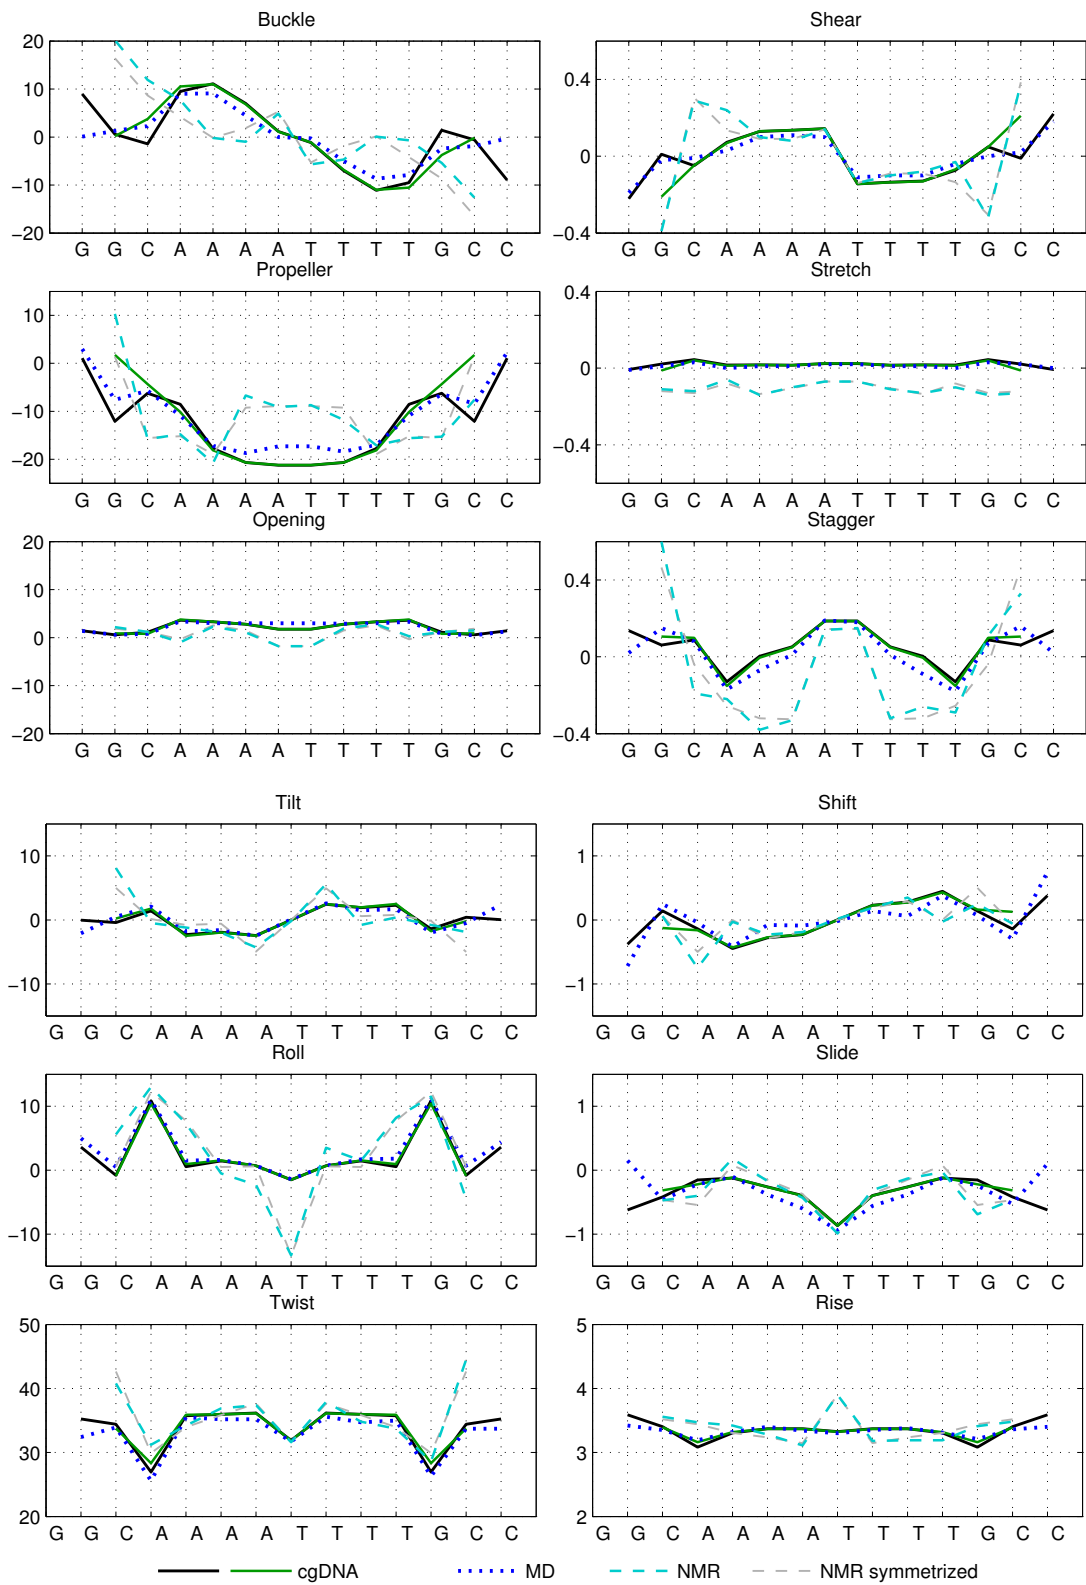 Buckle
20
10
0
−10
−20
G G C A A A A T T T T G C C
Shear
0.4
0
−0.4
G G C A A A A T T T T G C C
Propeller
10
0
−10
−20
G G C A A A A T T T T G C C
Stretch
0.4
0
−0.4
G G C A A A A T T T T G C C
Opening
20
10
0
−10
−20
G G C A A A A T T T T G C C
Stagger
0.4
0
−0.4
G G C A A A A T T T T G C C
Tilt
10
0
−10
G G C A A A A T T T T G C C
Shift
1
0
−1
G G C A A A A T T T T G C C
Roll
10
0
−10
G G C A A A A T T T T G C C
Slide
1
0
−1
G G C A A A A T T T T G C C
Twist
50
40
30
20
G G C A A A A T T T T G C C
Rise
5
4
3
2
G G C A A A A T T T T G C C
cgDNA MD NMR NMR symmetrized